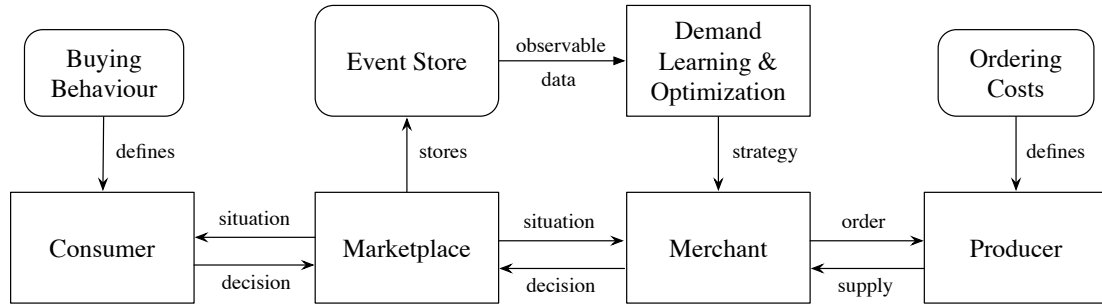 Buying
Behaviour
Event Store
observable
data
Demand
Learning &
Optimization
Ordering
Costs
defines
stores
strategy
defines
Consumer
situation
decision
Marketplace
situation
decision
Merchant
order
supply
Producer